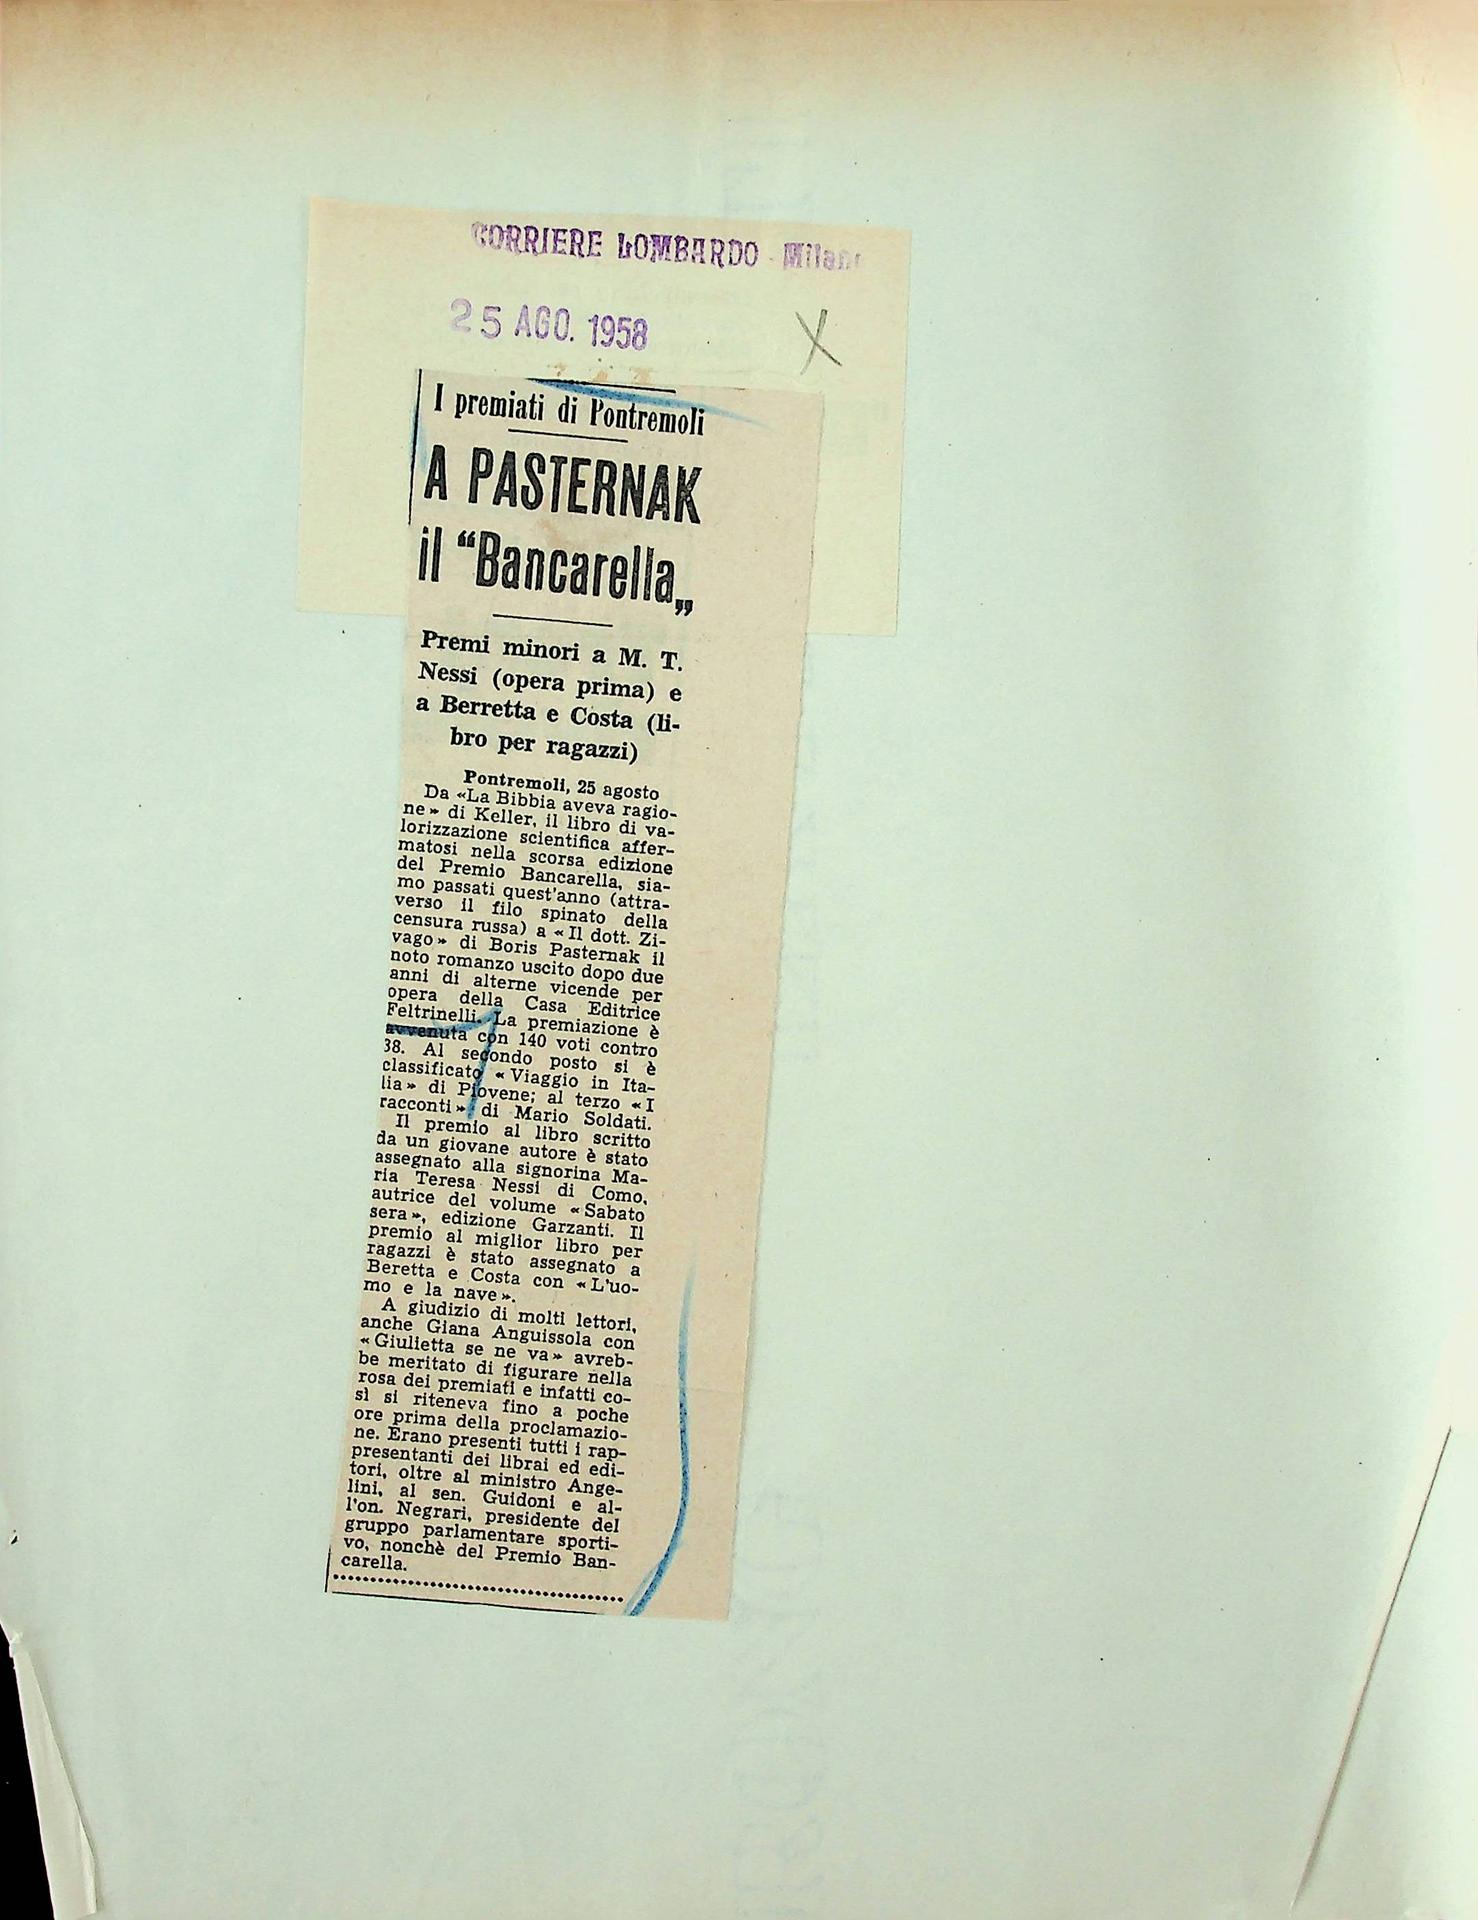 CORRIERE LOMBARDO - Milano
25 AGO. 1958
X
I premiati di Pontremoli
A PASTERNAK
il “Bancarella„
Premi minori a M. T.
Nessi (opera prima) e
a Berretta e Costa (li-
bro per ragazzi)
Pontremoli, 25 agosto
Da «La Bibbia aveva ragio-
ne» di Keller, il libro di va-
lorizzazione scientifica affer-
matosi nella scorsa edizione
del Premio Bancarella, sia-
mo passati quest'anno (attra-
verso il filo spinato della
censura russa) a «Il dott. Zi-
vago» di Boris Pasternak il
noto romanzo uscito dopo due
anni di alterne vicende per
opera della Casa Editrice
Feltrinelli. La premiazione è
avvenuta con 140 voti contro
38. Al secondo posto si è
classificato «Viaggio in Ita-
lia» di Piovene; al terzo «I
racconti» di Mario Soldati.
Il premio al libro scritto
da un giovane autore è stato
assegnato alla signorina Ma-
ria Teresa Nessi di Como,
autrice del volume «Sabato
sera», edizione Garzanti. Il
premio al miglior libro per
ragazzi è stato assegnato a
Beretta e Costa con «L'uo-
mo e la nave».
A giudizio di molti lettori,
anche Giana Anguissola con
«Giulietta se ne va» avreb-
be meritato di figurare nella
rosa dei premiati e infatti co-
sì si riteneva fino a poche
ore prima della proclamazio-
ne. Erano presenti tutti i rap-
presentanti dei librai ed edi-
tori, oltre al ministro Ange-
lini, al sen. Guidoni e al-
l'on. Negrari, presidente del
gruppo parlamentare sporti-
vo, nonchè del Premio Ban-
carella.